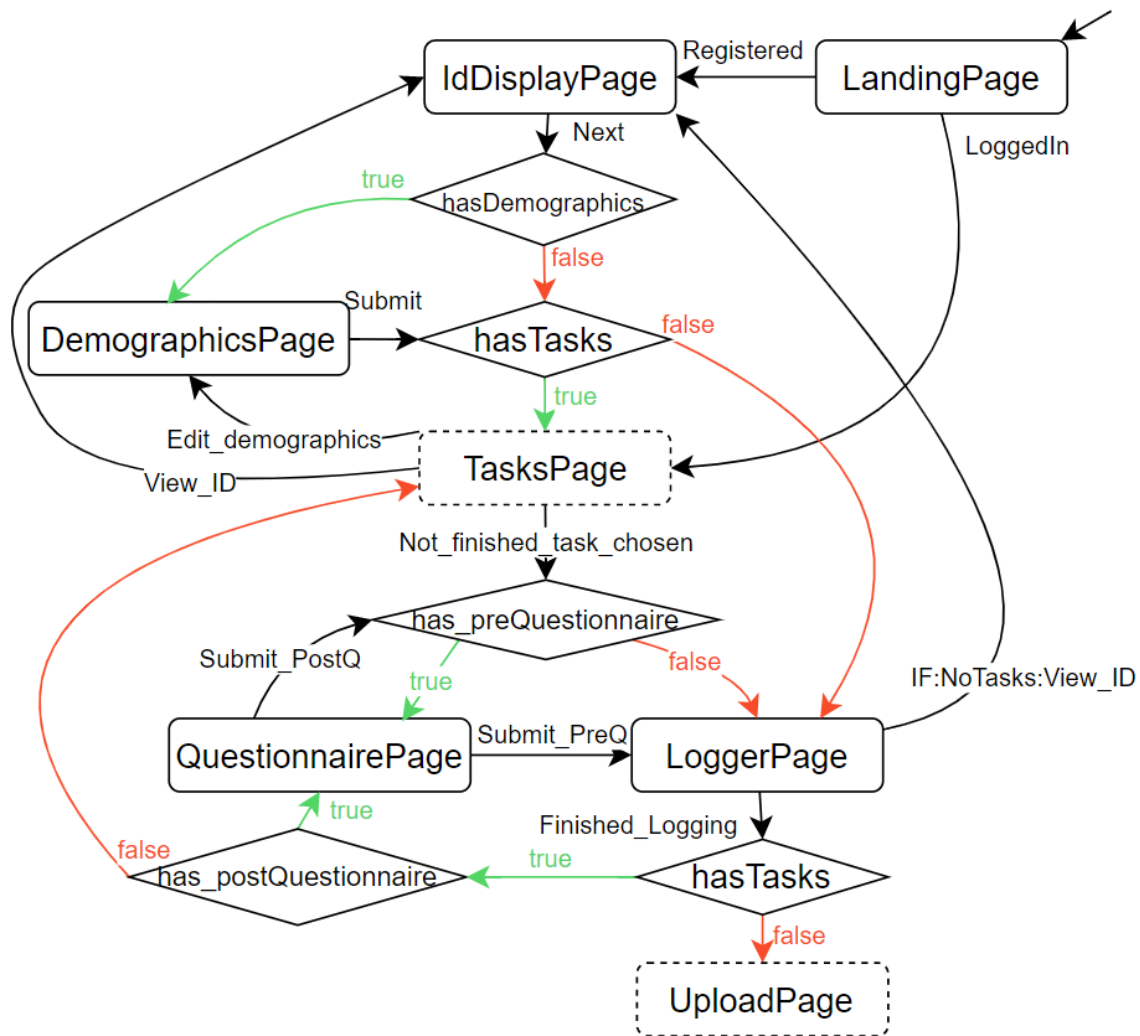 Registered
IdDisplayPage
LandingPage
Next
LoggedIn
true
hasDemographics
false
Submit
DemographicsPage
hasTasks
false
true
Edit_demographics
TasksPage
View_ID
Not_finished_task_chosen
has_preQuestionnaire
Submit_PostQ
false
true
IF:NoTasks:View_ID
QuestionnairePage
Submit_PreQ
LoggerPage
true
Finished_Logging
false
true
has_postQuestionnaire
hasTasks
false
UploadPage